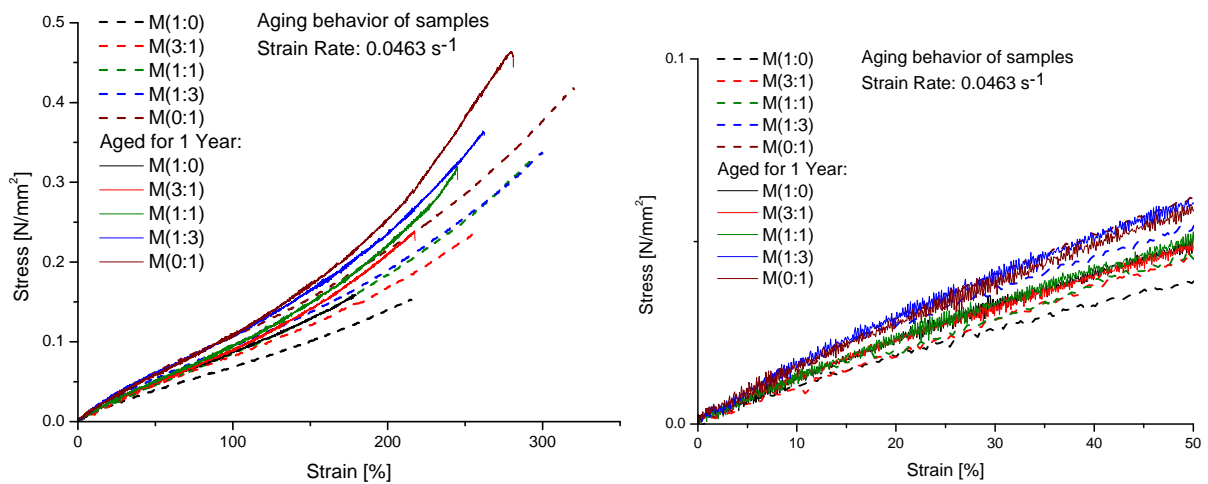 Aging behavior of samples
Strain Rate: 0.0463 s⁻¹
M(1:0)
M(3:1)
M(1:1)
M(1:3)
M(0:1)
Aged for 1 Year:
M(1:0)
M(3:1)
M(1:1)
M(1:3)
M(0:1)
Stress [N/mm²]
0.5
0.4
0.3
0.2
0.1
0.0
0
100
200
300
Strain [%]
Aging behavior of samples
Strain Rate: 0.0463 s⁻¹
M(1:0)
M(3:1)
M(1:1)
M(1:3)
M(0:1)
Aged for 1 Year:
M(1:0)
M(3:1)
M(1:1)
M(1:3)
M(0:1)
Stress [N/mm²]
0.1
0.0
0
10
20
30
40
50
Strain [%]